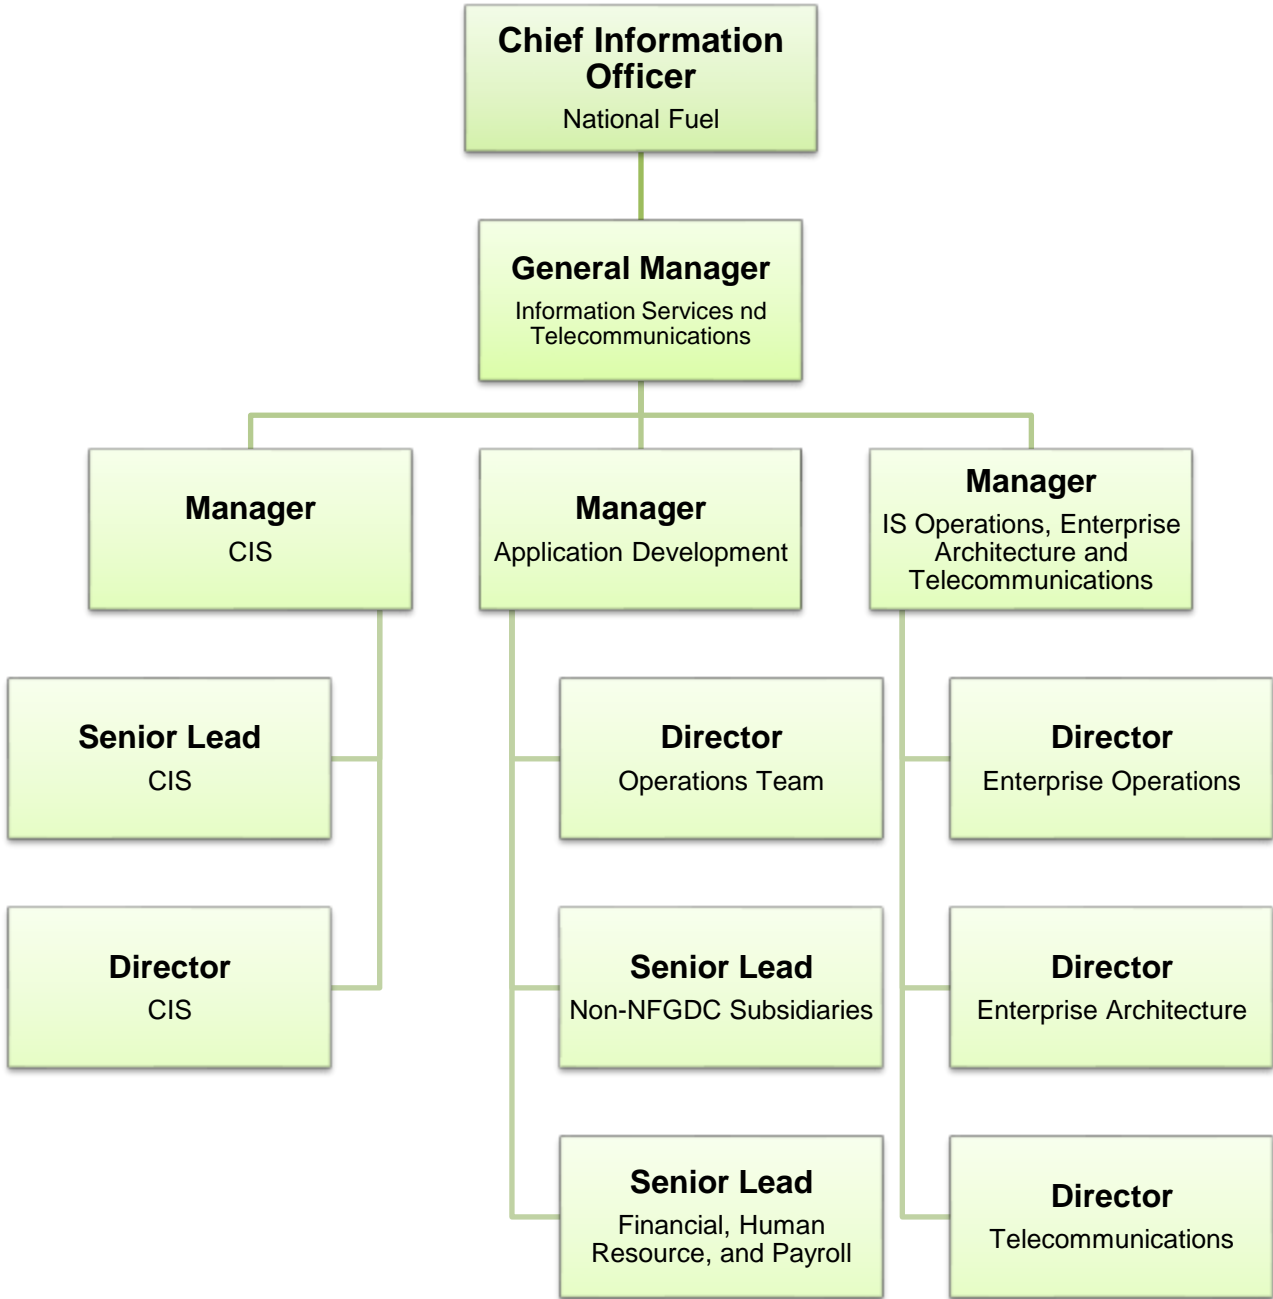 Chief Information
Officer
National Fuel
General Manager
Information Services nd
Telecommunications
Manager
CIS
Manager
Application Development
Manager
IS Operations, Enterprise
Architecture and
Telecommunications
Senior Lead
CIS
Director
Operations Team
Director
Enterprise Operations
Director
CIS
Senior Lead
Non-NFGDC Subsidiaries
Director
Enterprise Architecture
Senior Lead
Financial, Human
Resource, and Payroll
Director
Telecommunications